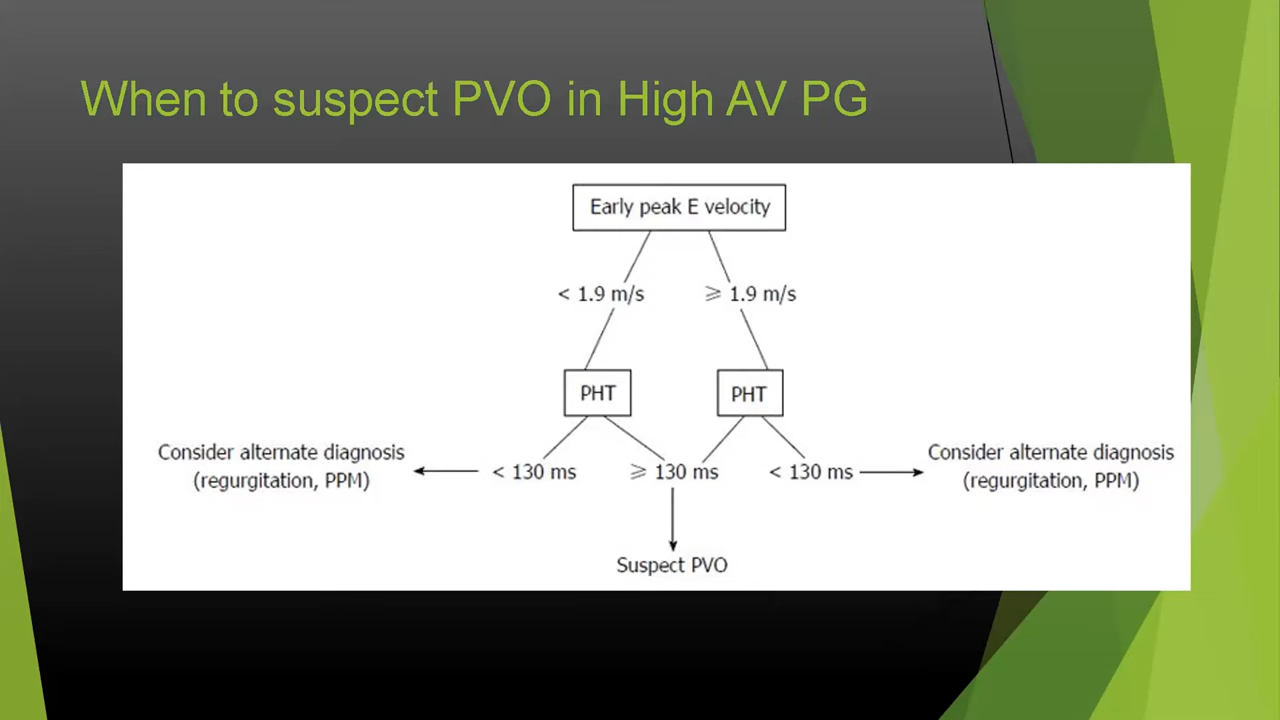 When to suspect PVO in High AV PG
Early peak E velocity
< 1.9 m/s
⩾ 1.9 m/s
PHT
PHT
Consider alternate diagnosis
(regurgitation, PPM)
< 130 ms
⩾ 130 ms
< 130 ms
Consider alternate diagnosis
(regurgitation, PPM)
Suspect PVO